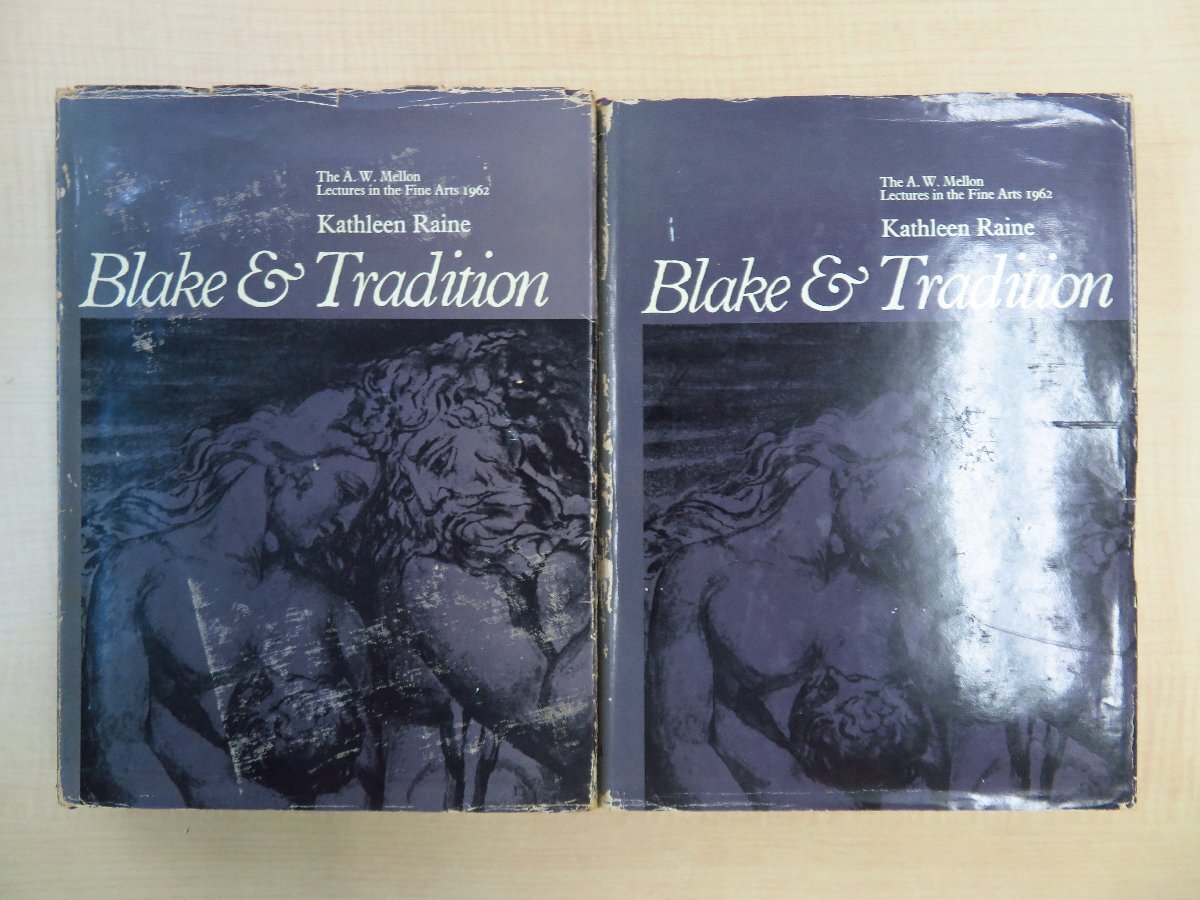 The A. W. Mellon
Lectures in the Fine Arts 1962
Kathleen Raine
Blake & Tradition
The A. W. Mellon
Lectures in the Fine Arts 1962
Kathleen Raine
Blake & Tradition